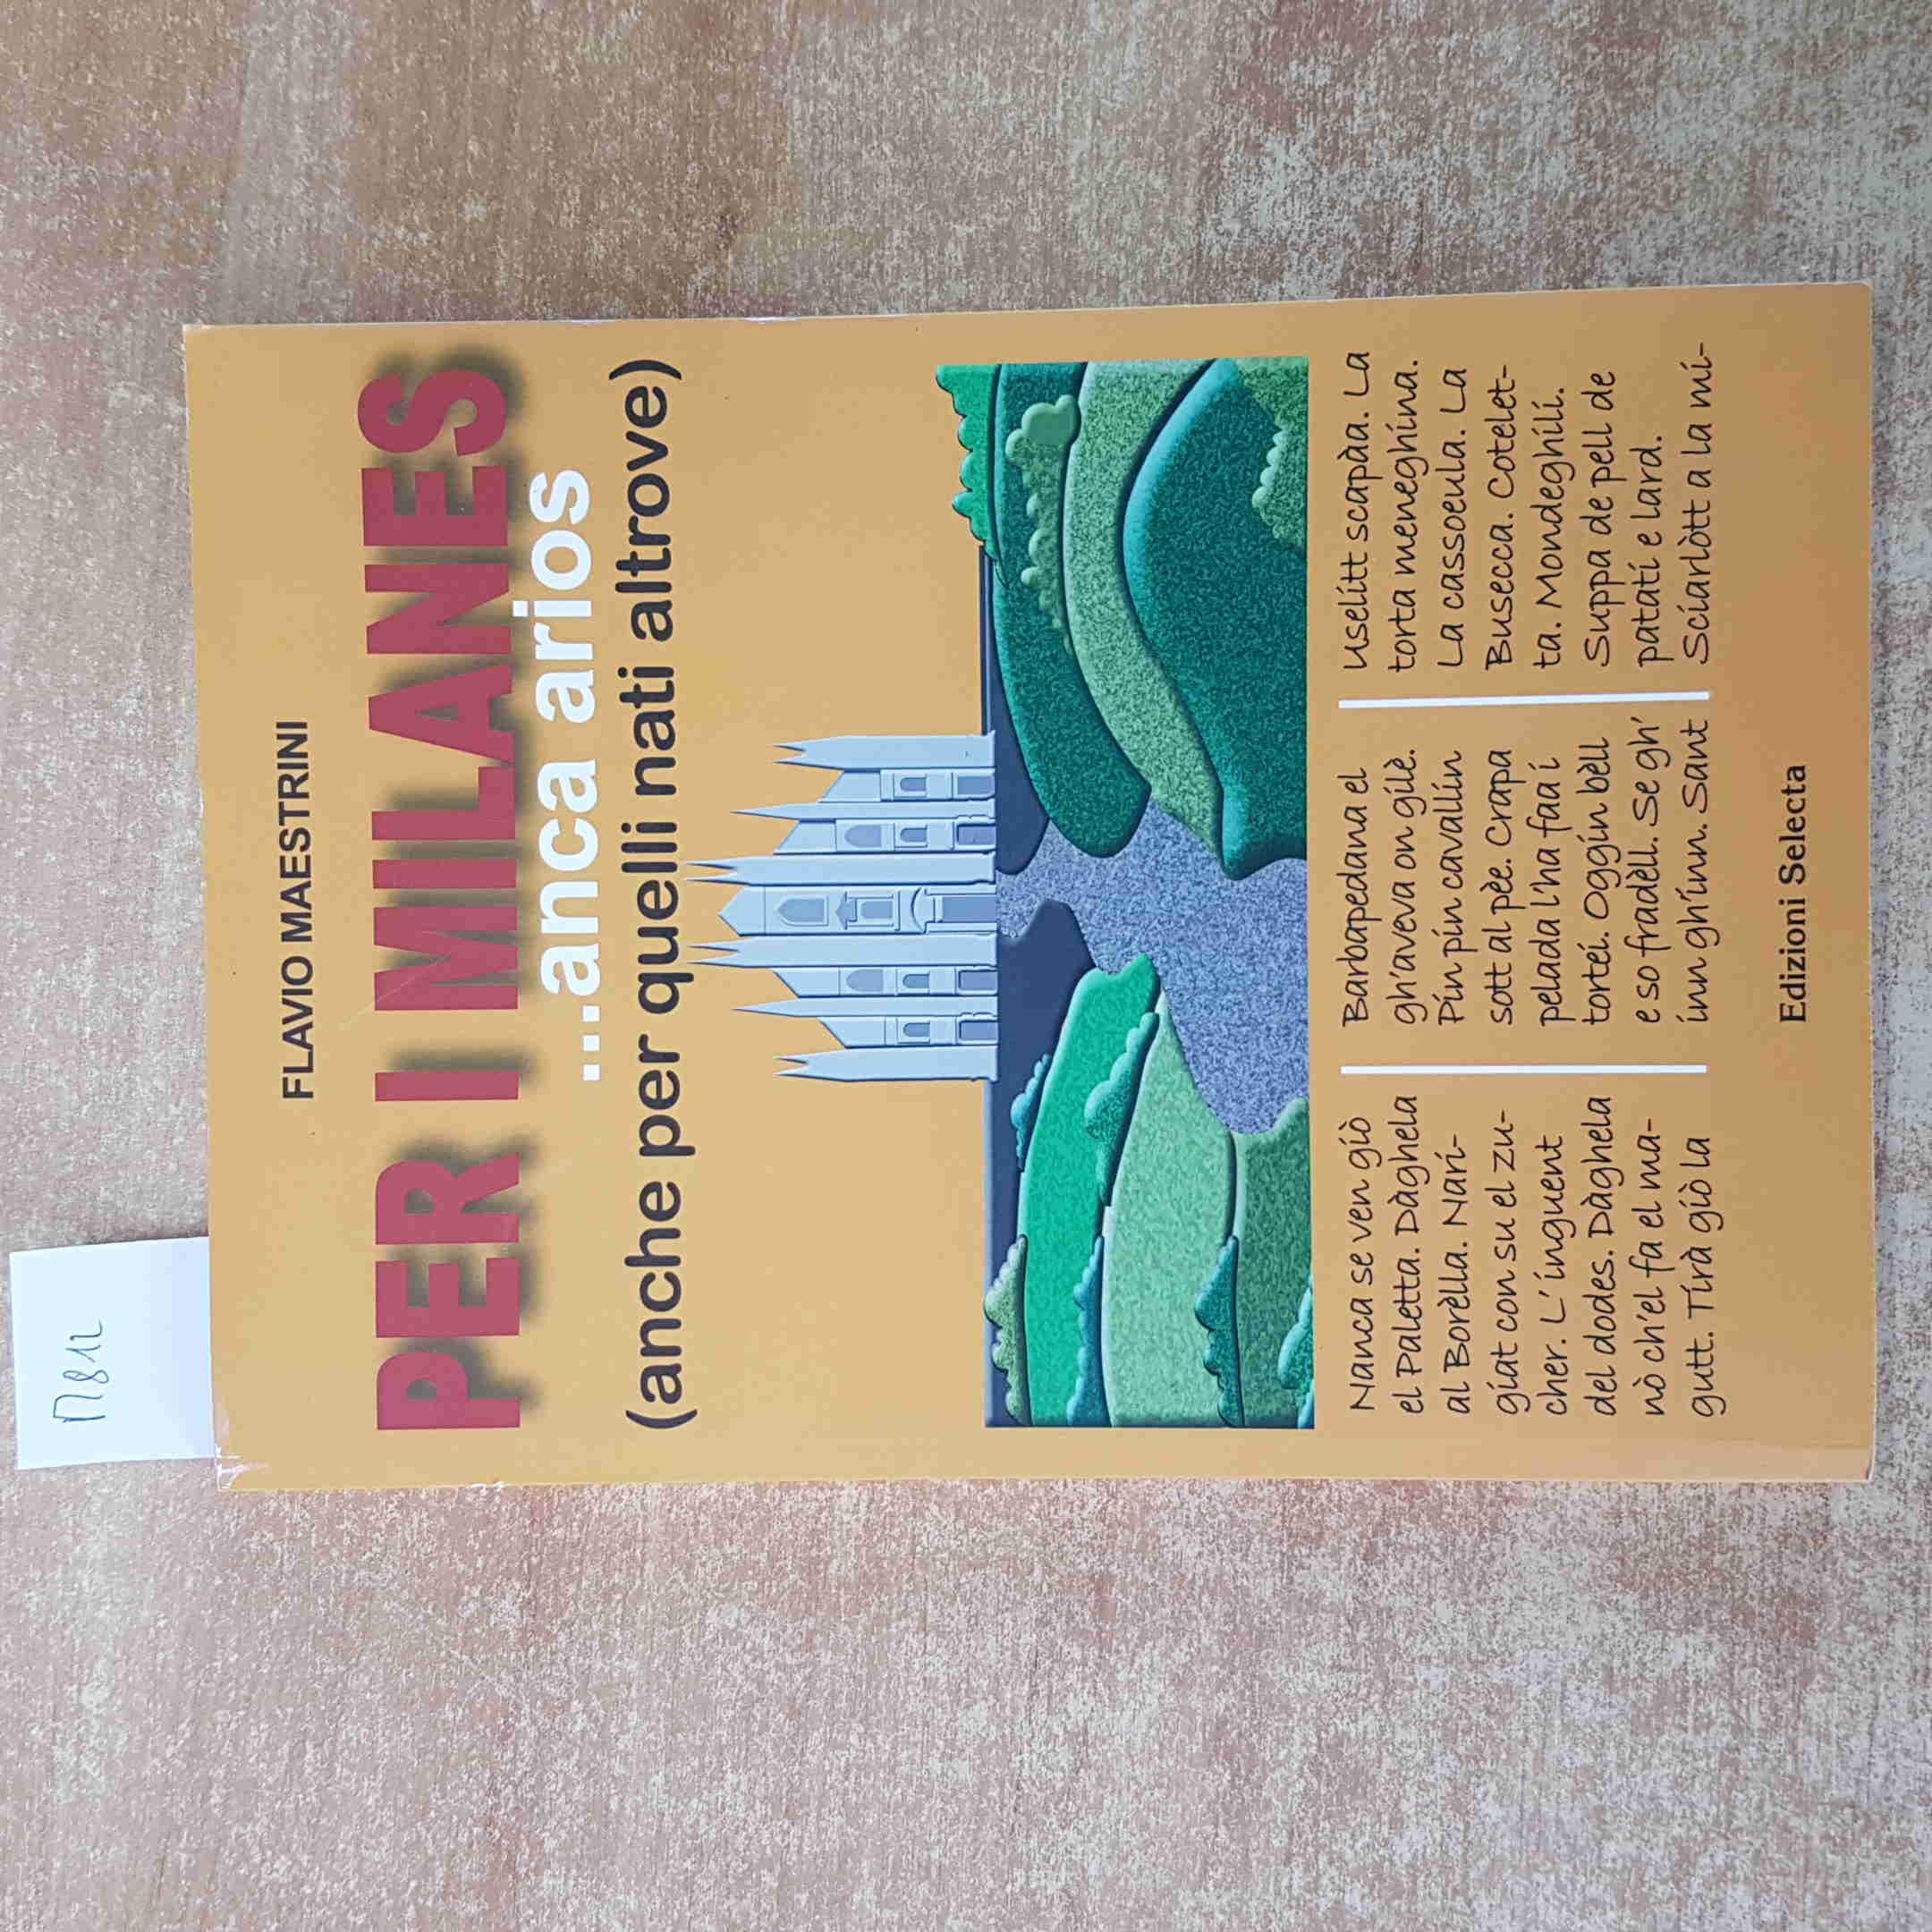 FLAVIO MAESTRINI
PER I MILANES
...anca arios
(anche per quelli nati altrove)
Nanca se ven giò
el Paletta. Dàghela
al Borèlla. Nari-
giat con su el zu-
cher. L'inguent
del dodes. Dàghela
nò ch'el fa el ma-
gutt. Tirà giò la
Barbapedana el
gh'aveva on gilè.
Pin pin cavallin
sott al pèe. Crapa
pelada l'ha faa i
tortei. Oggin bèll
e so fradèll. Se gh'
inn ghinn. Sant
Uselitt scapàa. La
torta meneghina.
La cassoeula. La
Busecca. Cotelet-
ta. Mondeghili.
Suppa de pell de
patati e lard.
Sciarlòtt a la mi-
Edizioni Selecta